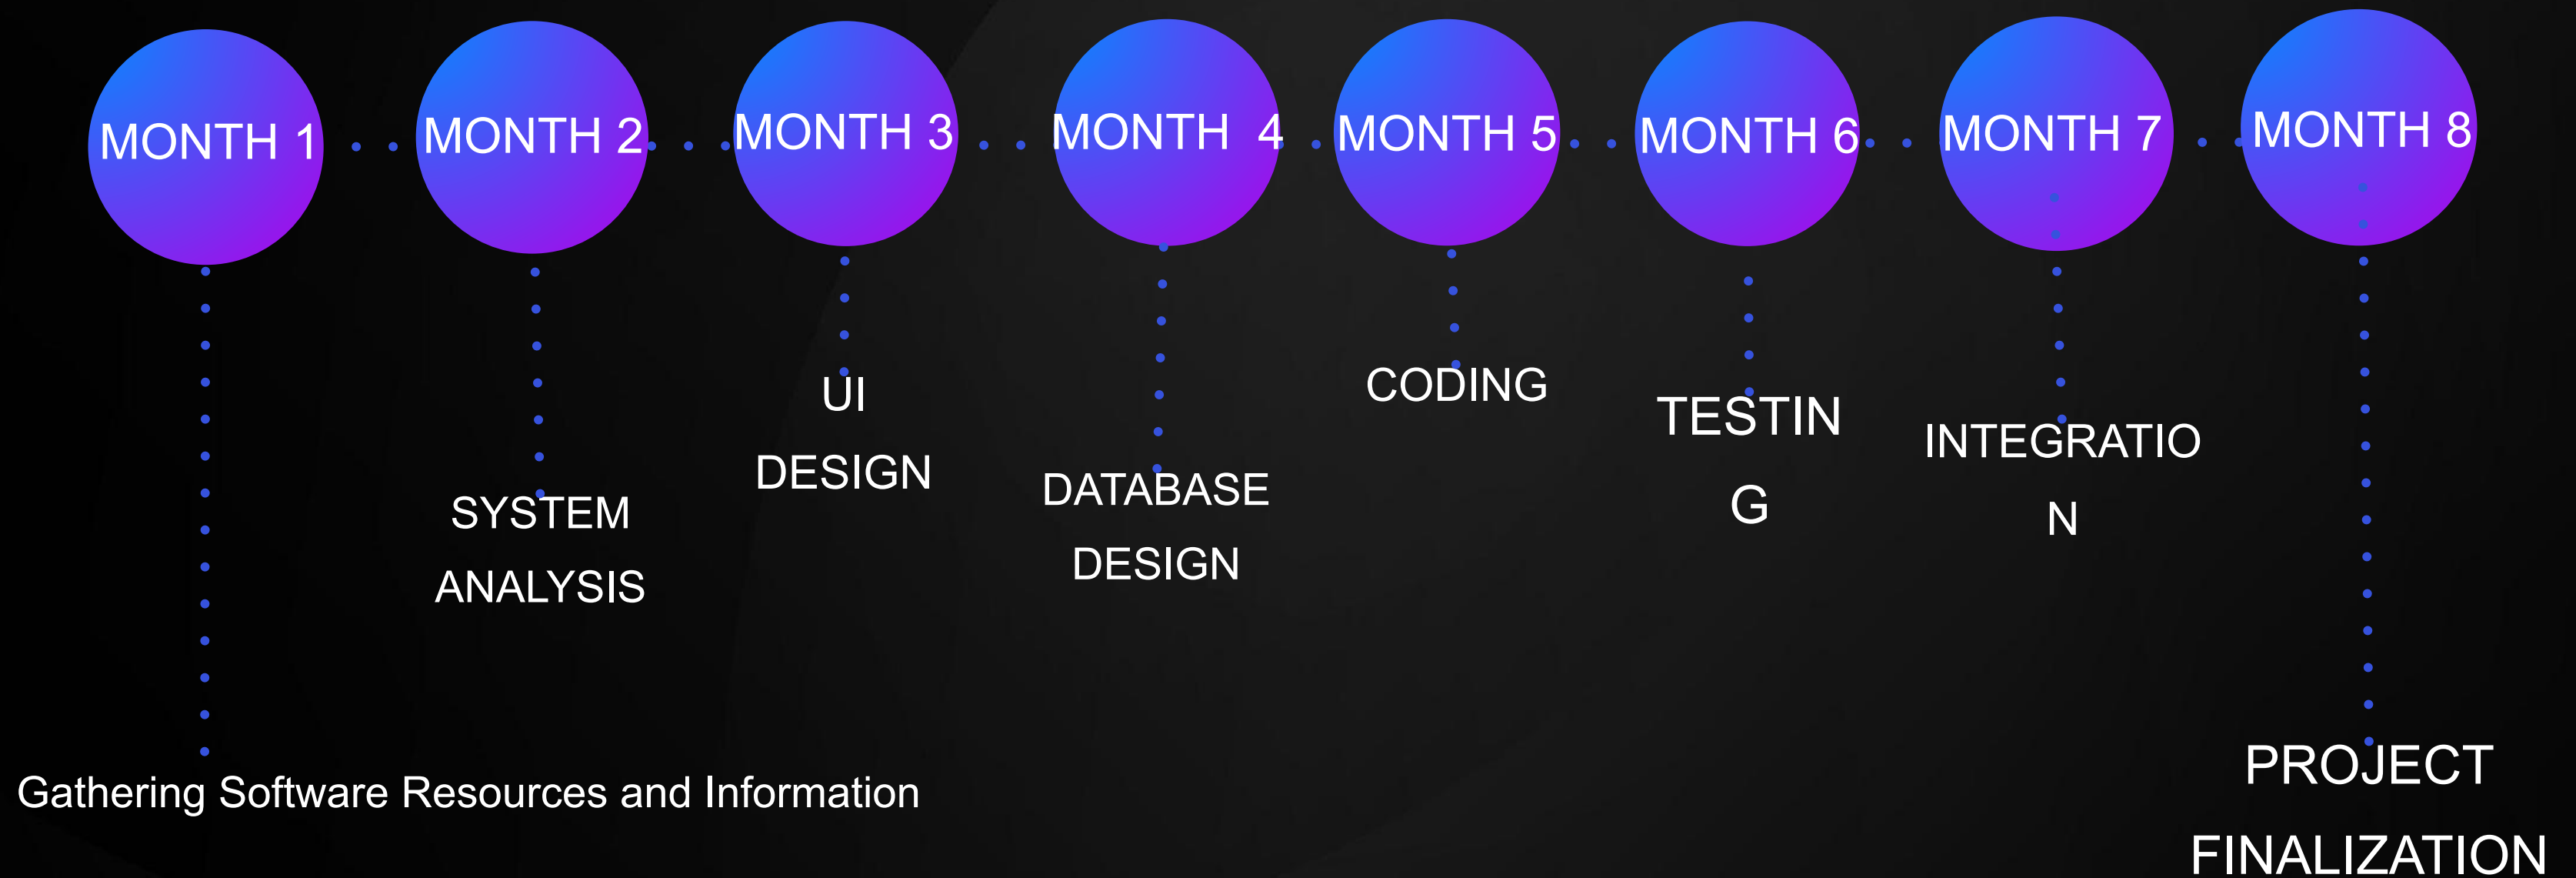 MONTH 1
MONTH 2
MONTH 3
MONTH  4
MONTH 5
MONTH 6
MONTH 7
MONTH 8
Gathering Software Resources and Information
SYSTEM
ANALYSIS
UI
DESIGN
DATABASE
DESIGN
CODING
TESTIN
G
INTEGRATIO
N
PROJECT
FINALIZATION